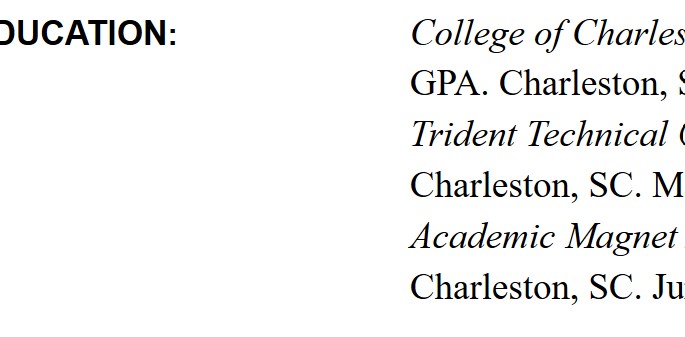 DUCATION: College of Charles
GPA. Charleston, S
Trident Technical C
Charleston, SC. M
Academic Magnet
Charleston, SC. Ju